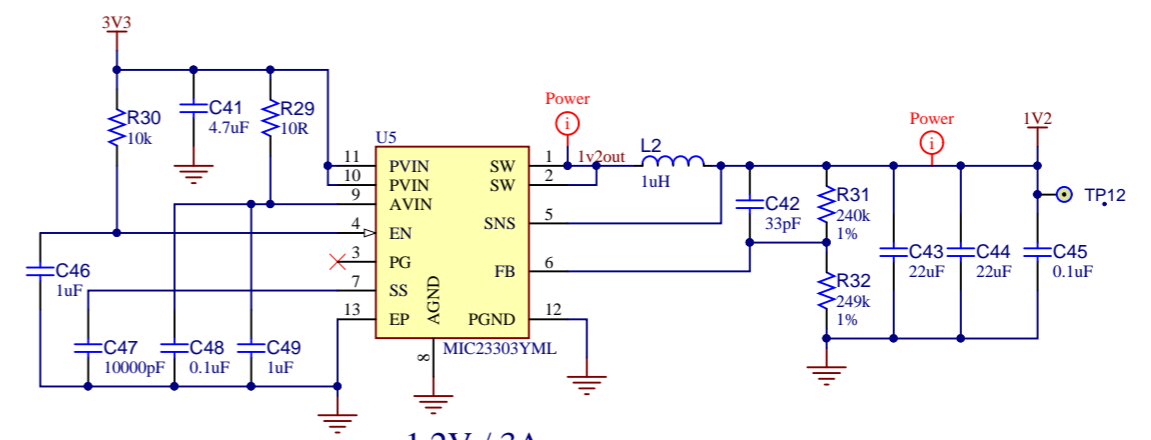 3V3
R30
10k
C41
4.7uF
R29
10R
U5
11 PVIN
10 PVIN
9 AVIN
4 EN
3 PG
7 SS
13 EP
AGND
8
SW 1
SW 2
SNS 5
FB 6
PGND 12
MIC23303YML
C46
1uF
C47
10000pF
C48
0.1uF
C49
1uF
Power
i
1v2out
L2
1uH
C42
33pF
R31
240k
1%
R32
249k
1%
Power
i
C43
22uF
C44
22uF
1V2
TP12
C45
0.1uF
1.2V / 3A